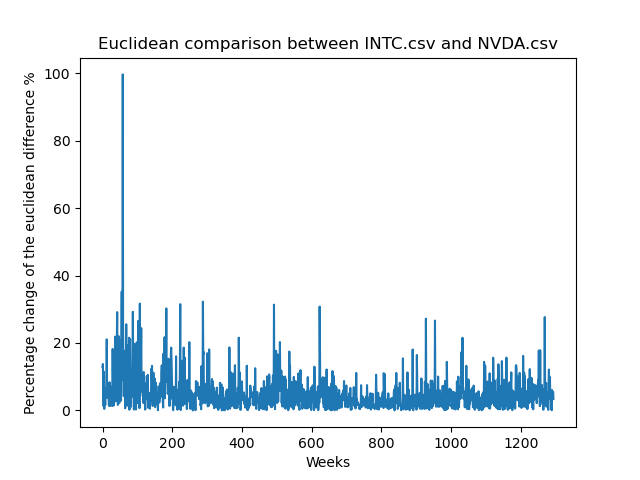 Euclidean comparison between INTC.csv and NVDA.csv
Percentage change of the euclidean difference %
100
80
60
40
20
0
0 200 400 600 800 1000 1200
Weeks